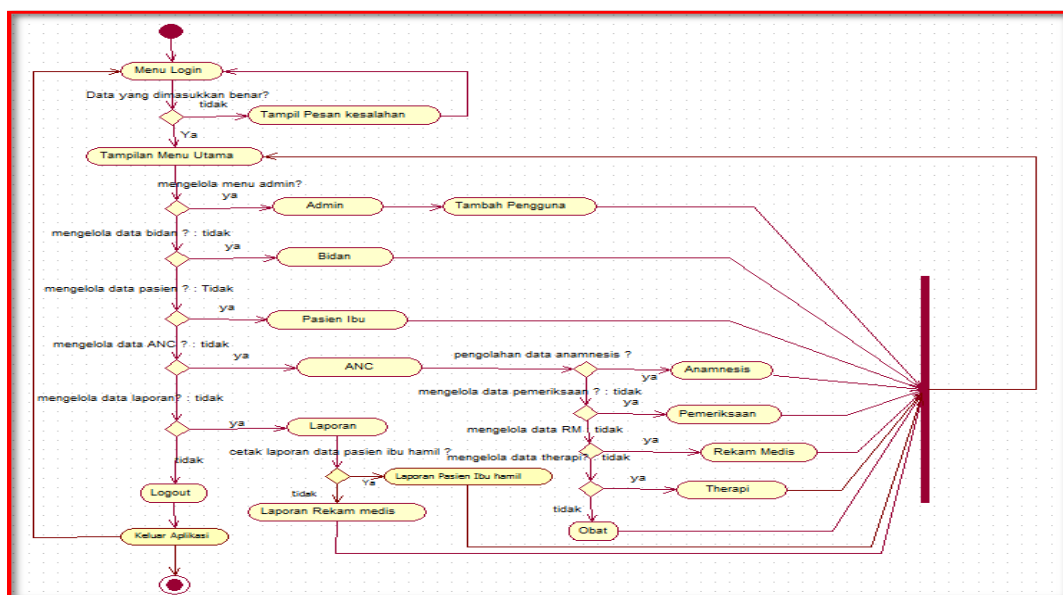 Menu Login
Data yang dimasukkan benar?
tidak
Tampil Pesan kesalahan
Ya
Tampilan Menu Utama
mengelola menu admin?
ya
Admin
Tambah Pengguna
mengelola data bidan ? : tidak
ya
Bidan
mengelola data pasien ? : Tidak
ya
Pasien Ibu
mengelola data ANC ? : tidak
ya
ANC
pengolahan data anamnesis ?
ya
Anamnesis
mengelola data pemeriksaan ? : tidak
ya
Pemeriksaan
mengelola data laporan? : tidak
ya
Laporan
mengelola data RM : tidak
ya
Rekam Medis
cetak laporan data pasien ibu hamil ?
Ya
Laporan Pasien Ibu hamil
mengelola data therapi? : tidak
ya
Therapi
tidak
Logout
tidak
Laporan Rekam medis
tidak
Obat
Keluar Aplikasi